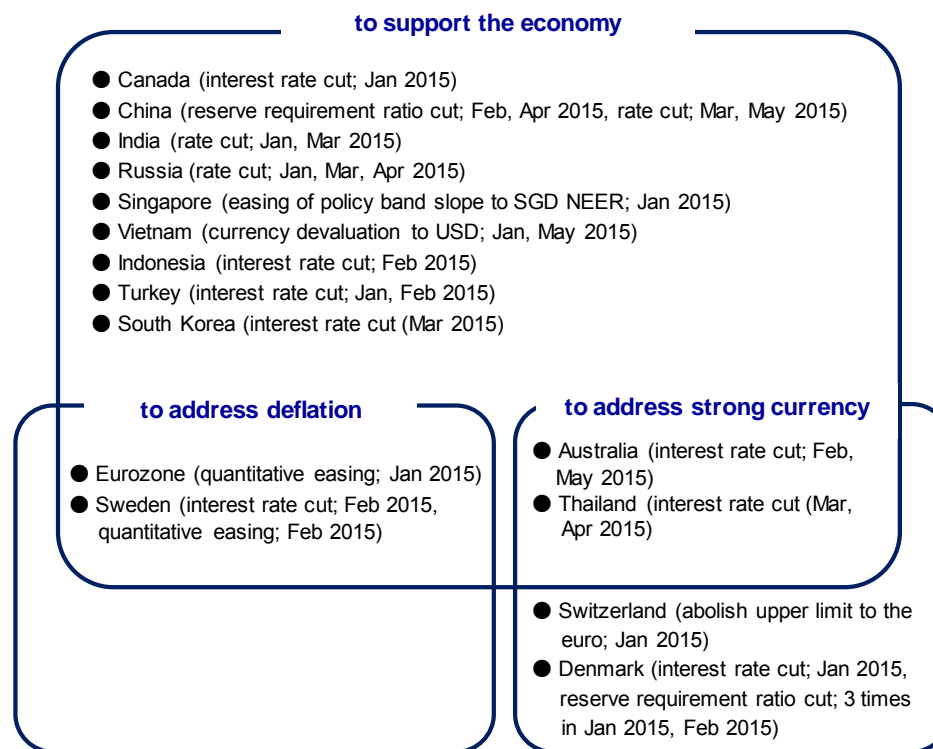 to support the economy
● Canada (interest rate cut; Jan 2015)
● China (reserve requirement ratio cut; Feb, Apr 2015, rate cut; Mar, May 2015)
● India (rate cut; Jan, Mar 2015)
● Russia (rate cut; Jan, Mar, Apr 2015)
● Singapore (easing of policy band slope to SGD NEER; Jan 2015)
● Vietnam (currency devaluation to USD; Jan, May 2015)
● Indonesia (interest rate cut; Feb 2015)
● Turkey (interest rate cut; Jan, Feb 2015)
● South Korea (interest rate cut (Mar 2015)
to address deflation
● Eurozone (quantitative easing; Jan 2015)
● Sweden (interest rate cut; Feb 2015,
quantitative easing; Feb 2015)
to address strong currency
● Australia (interest rate cut; Feb,
May 2015)
● Thailand (interest rate cut (Mar,
Apr 2015)
● Switzerland (abolish upper limit to the
euro; Jan 2015)
● Denmark (interest rate cut; Jan 2015,
reserve requirement ratio cut; 3 times
in Jan 2015, Feb 2015)